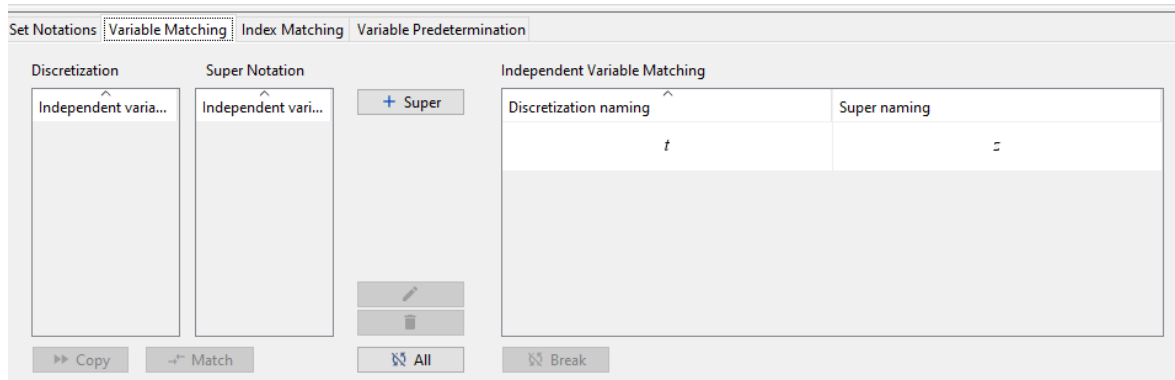 Set Notations Variable Matching Index Matching Variable Predetermination
Discretization Super Notation Independent Variable Matching
Independent varia... Independent vari... + Super Discretization naming Super naming
t z
Copy Match All Break